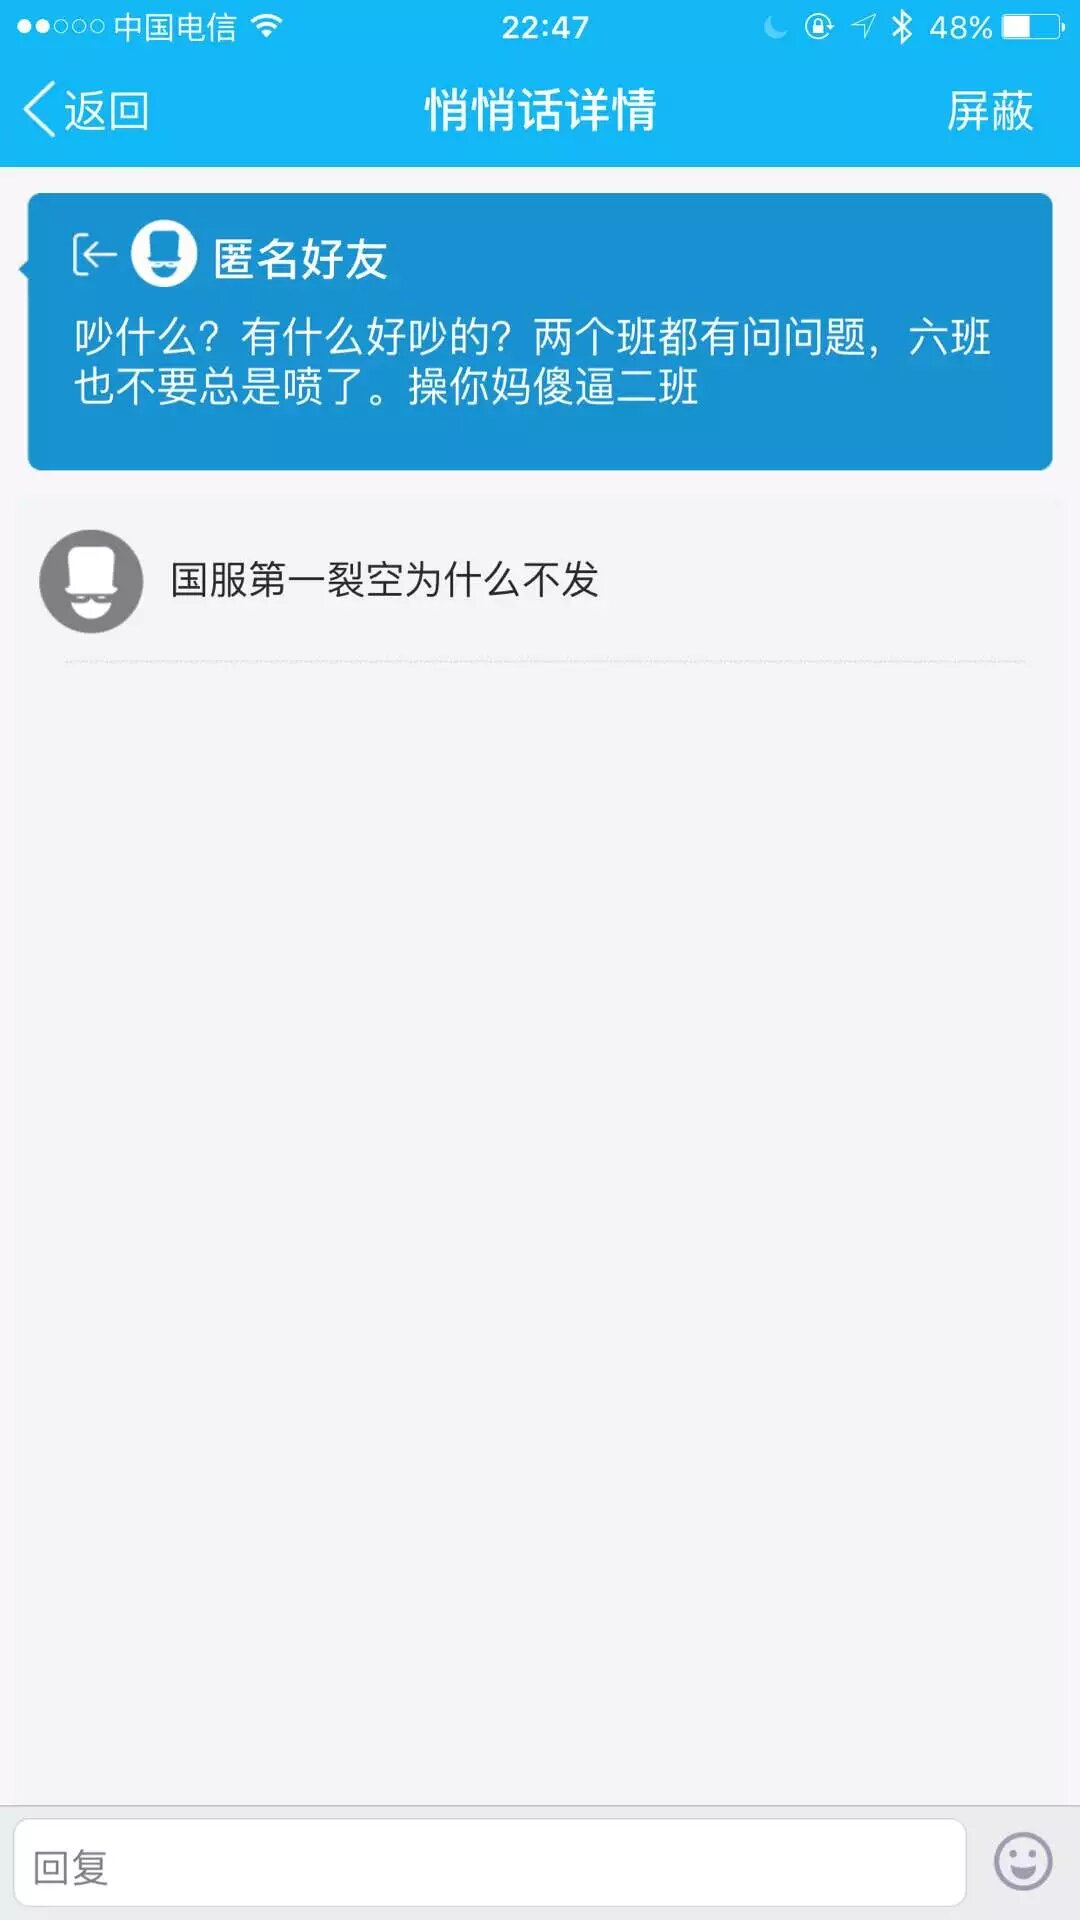 中国电信 22:47 48%
返回 悄悄话详情 屏蔽
匿名好友
吵什么？有什么好吵的？两个班都有问问题，六班
也不要总是喷了。操你妈傻逼二班
国服第一裂空为什么不发
回复